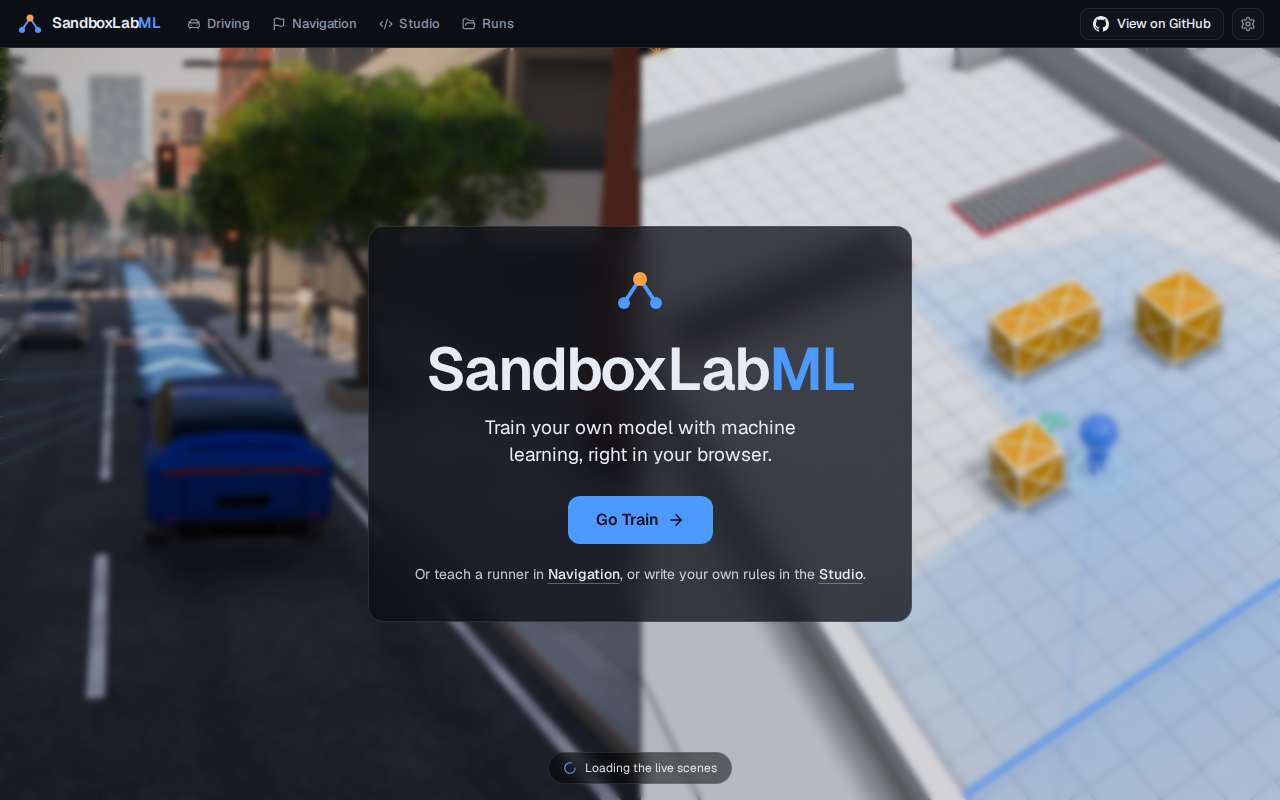 SandboxLabML
Driving
Navigation
Studio
Runs
View on GitHub
SandboxLabML
Train your own model with machine
learning, right in your browser.
Go Train
Or teach a runner in Navigation, or write your own rules in the Studio.
Loading the live scenes